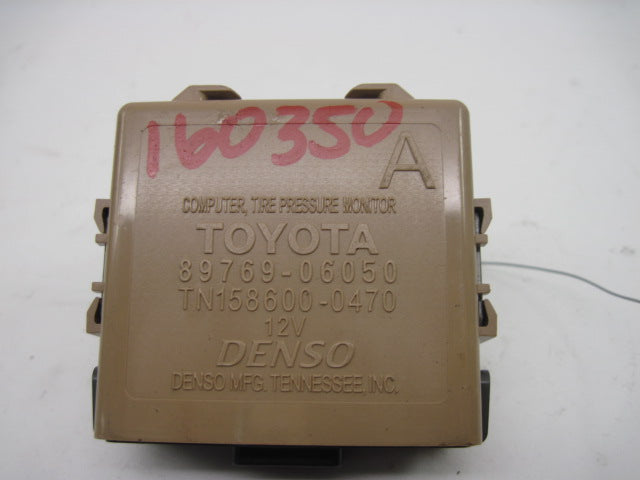 160350
A
COMPUTER, TIRE PRESSURE MONITOR
TOYOTA
89769-06050
TN158600-0470
12V
DENSO
DENSO MFG. TENNESSEE, INC.